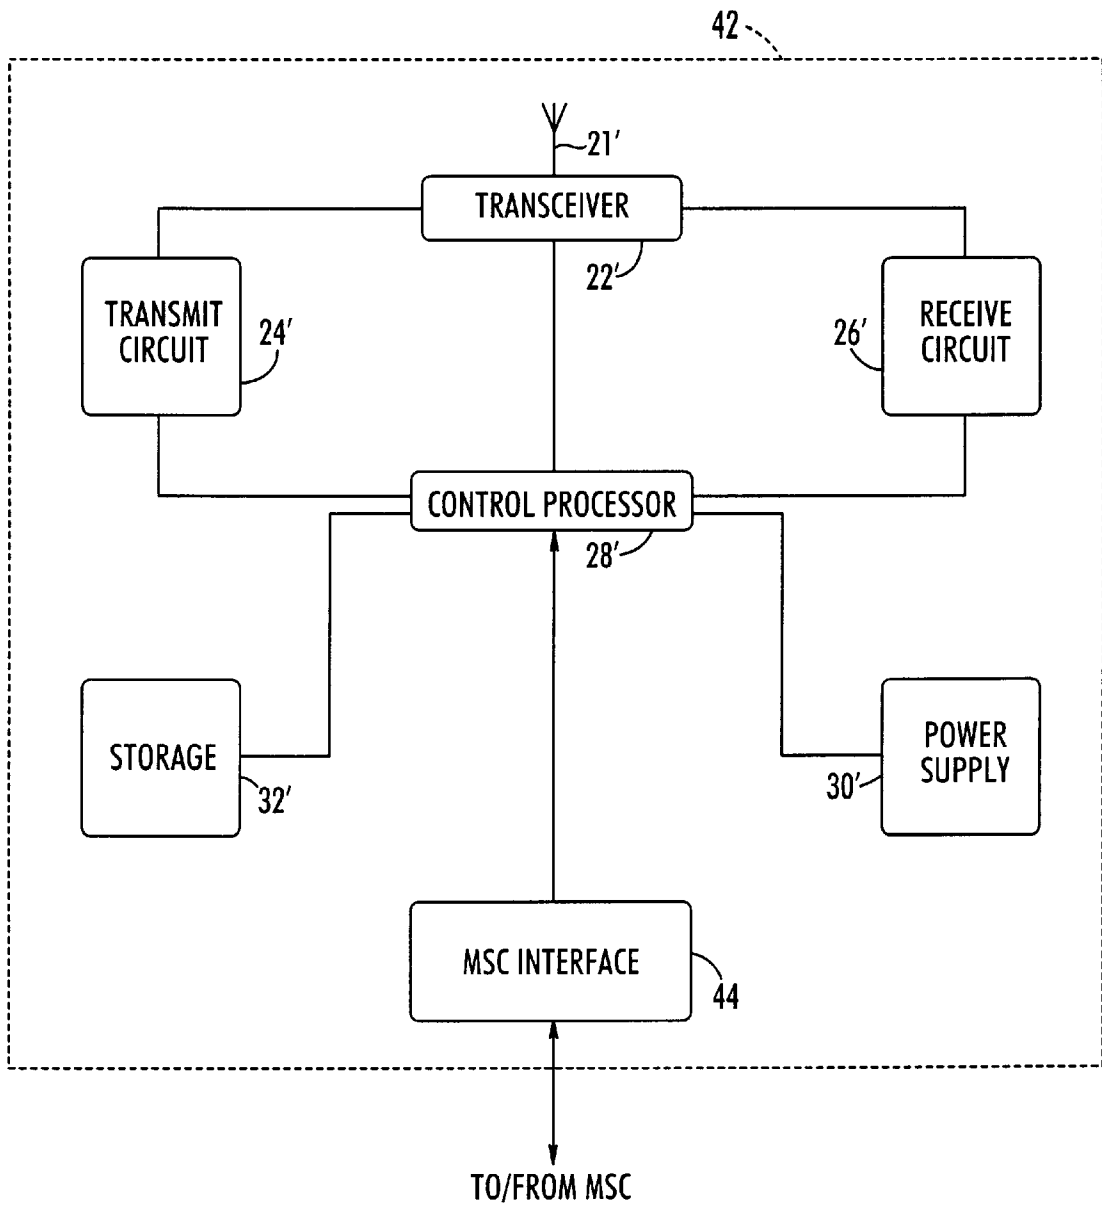 42
21'
TRANSCEIVER
22'
TRANSMIT
CIRCUIT
24'
26'
RECEIVE
CIRCUIT
CONTROL PROCESSOR
28'
STORAGE
32'
30'
POWER
SUPPLY
MSC INTERFACE
44
TO/FROM MSC